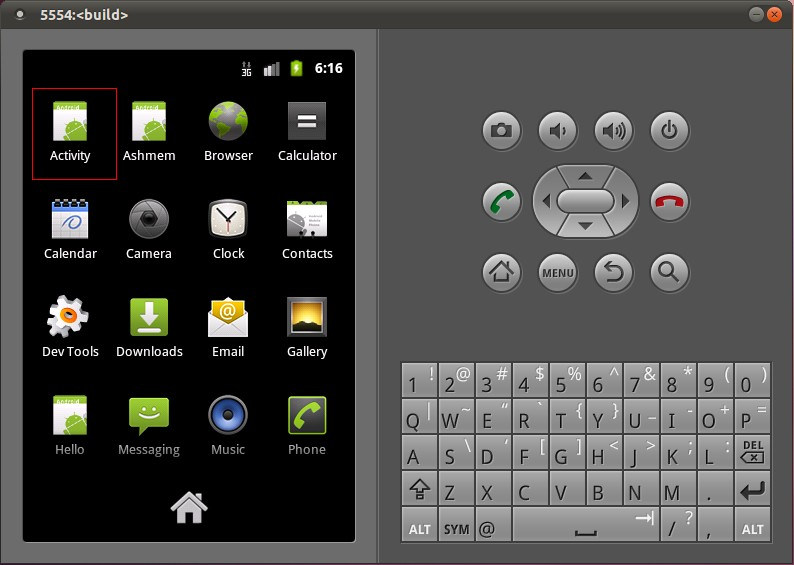 5554:<build>
3G 6:16
Activity Ashmem Browser Calculator
Calendar Camera Clock Contacts
Dev Tools Downloads Email Gallery
Hello Messaging Music Phone
MENU
1 ! 2 @ 3 # 4 $ 5 % 6 ^ 7 & 8 * 9 ( 0 )
Q | W ~ E “ R ` T { Y } U _ I - O + P =
A S \ D ‘ F [ G ] H < J > K ; L : DEL
Z X C V B N M .
ALT SYM @ / ? , ALT